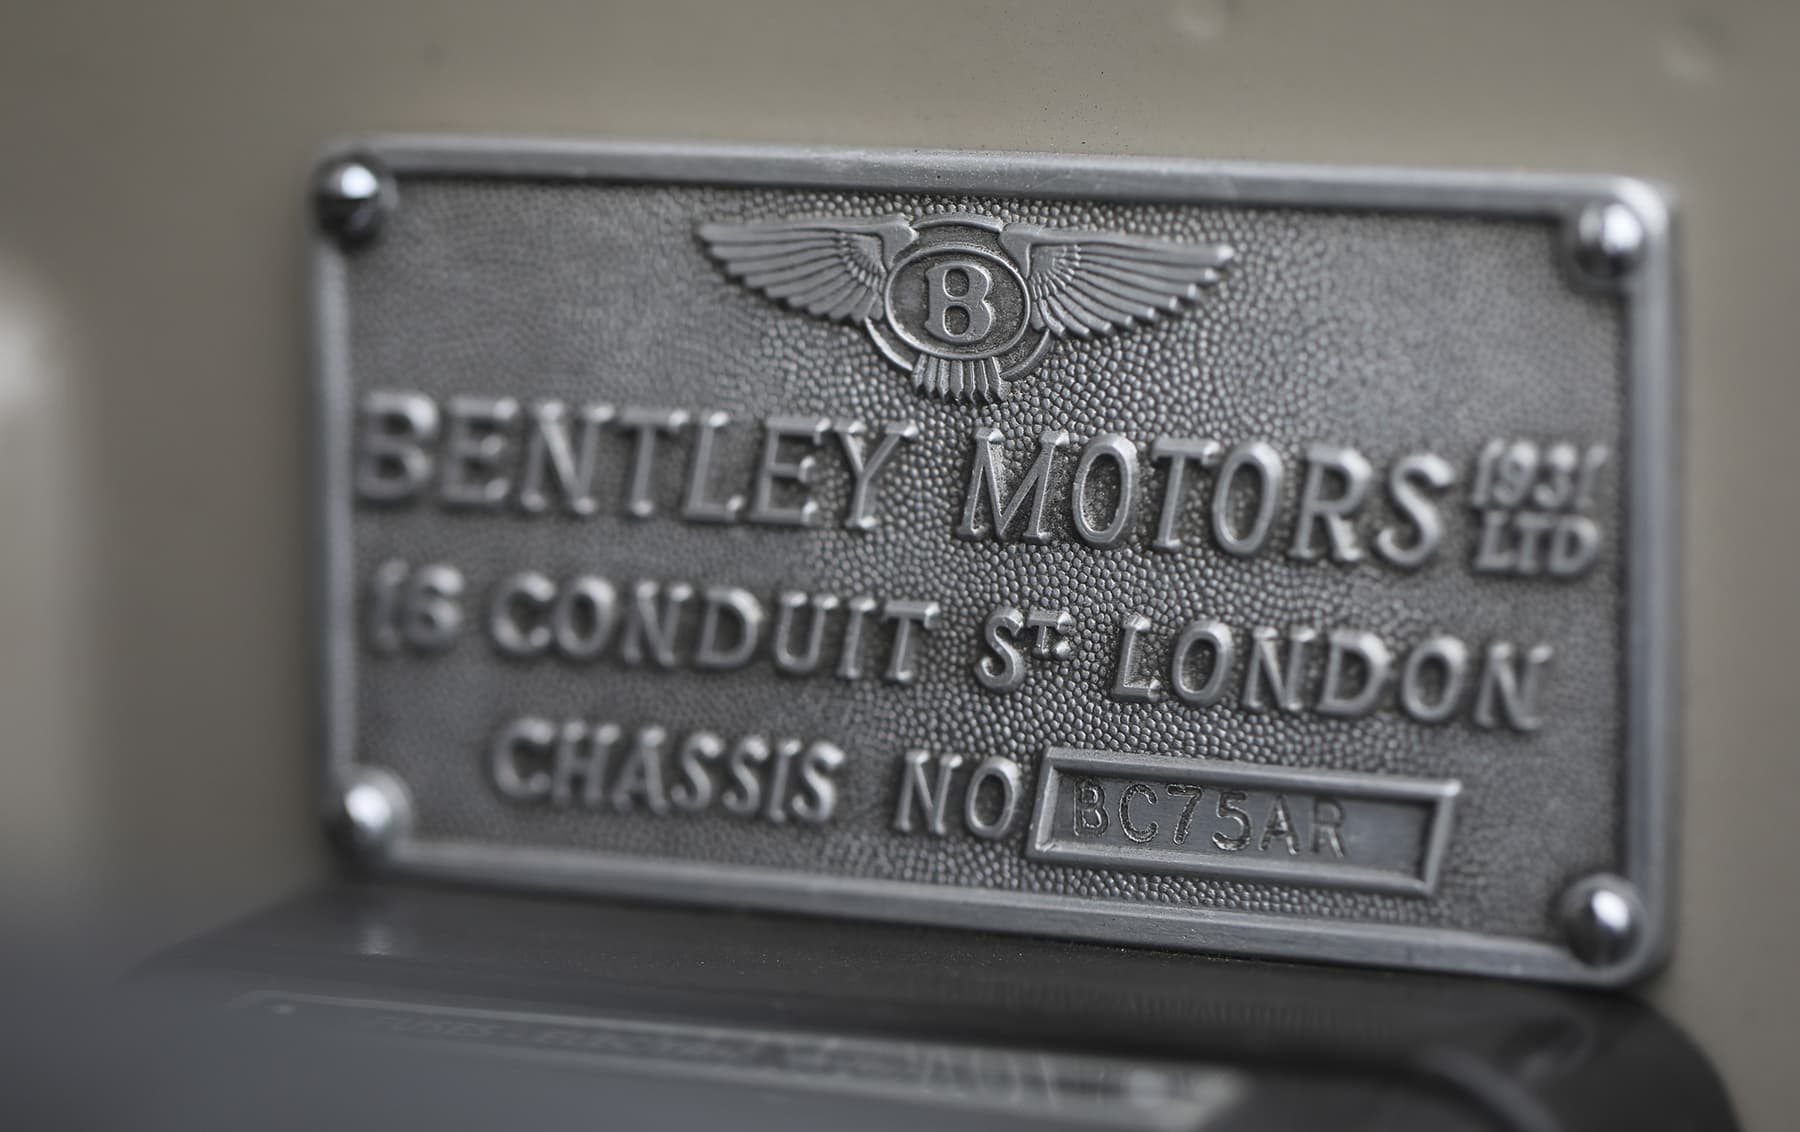 B
BENTLEY MOTORS 1931 LTD
16 CONDUIT ST. LONDON
CHASSIS NO BC75AR